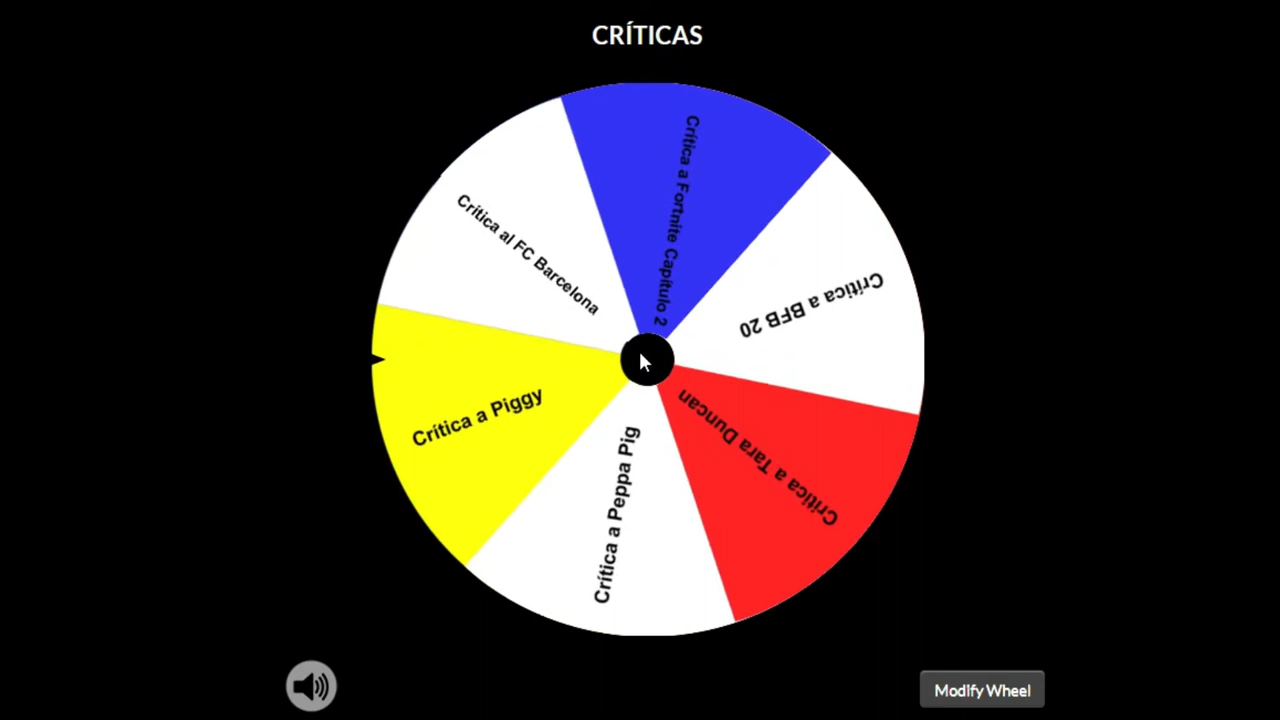 CRÍTICAS
Crítica a Fortnite Capítulo 2
Crítica al FC Barcelona
Crítica a BFB 20
Crítica a Piggy
Crítica a Tara Duncan
Crítica a Peppa Pig
Modify Wheel